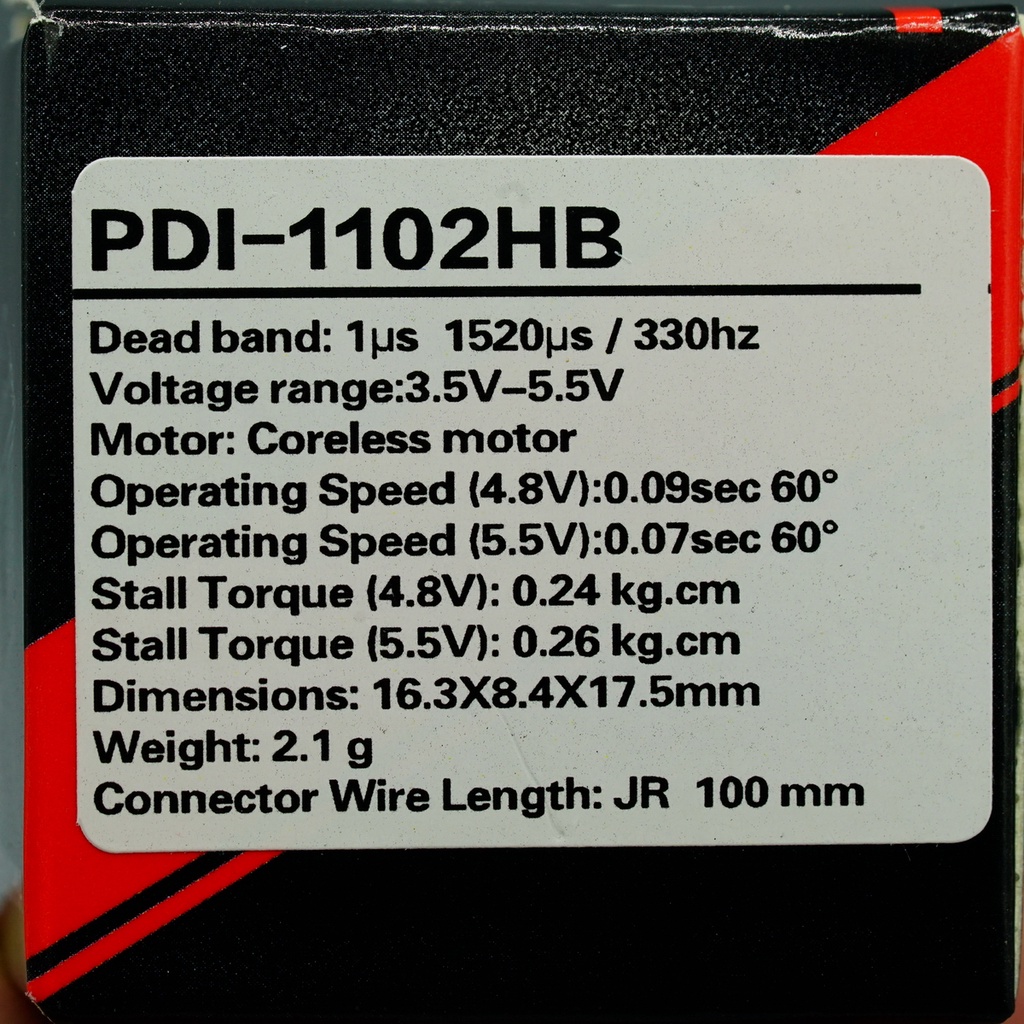 PDI-1102HB
Dead band: 1µs 1520µs / 330hz
Voltage range:3.5V-5.5V
Motor: Coreless motor
Operating Speed (4.8V):0.09sec 60°
Operating Speed (5.5V):0.07sec 60°
Stall Torque (4.8V): 0.24 kg.cm
Stall Torque (5.5V): 0.26 kg.cm
Dimensions: 16.3X8.4X17.5mm
Weight: 2.1 g
Connector Wire Length: JR 100 mm